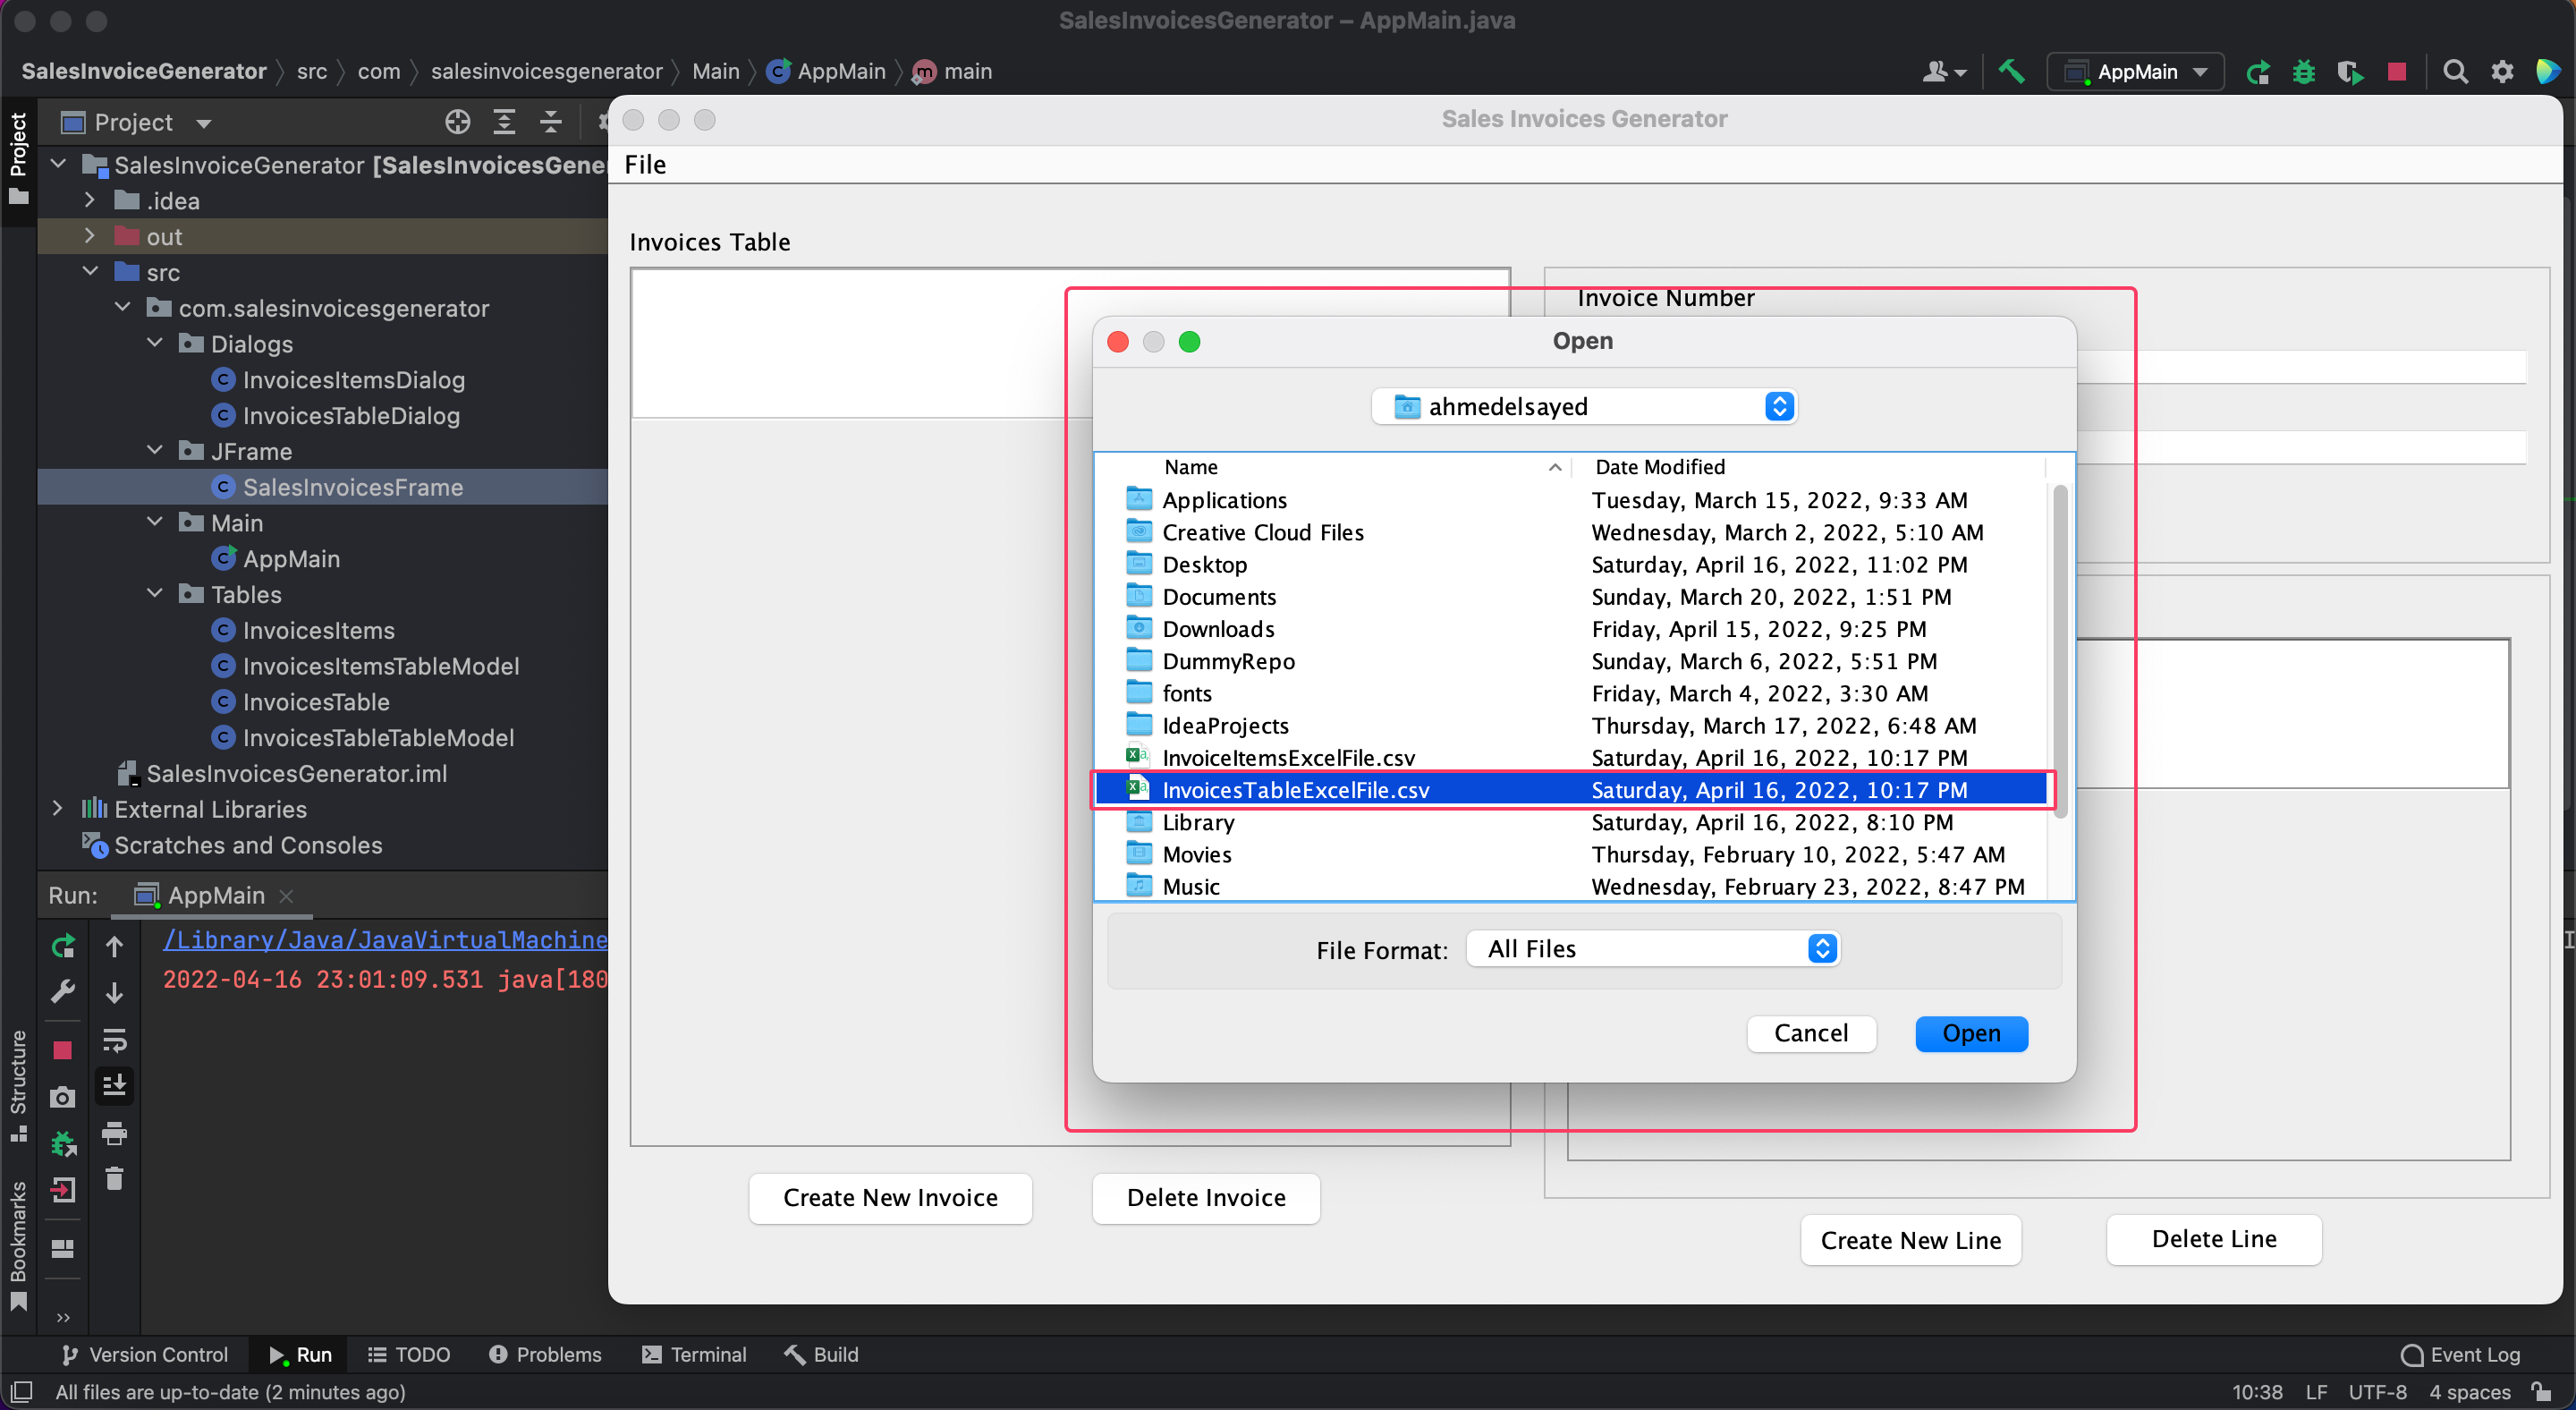 SalesInvoicesGenerator – AppMain.java
SalesInvoiceGenerator src com salesinvoicesgenerator Main AppMain main
AppMain
Project
Project
SalesInvoiceGenerator [SalesInvoicesGene
.idea
out
src
com.salesinvoicesgenerator
Dialogs
InvoicesItemsDialog
InvoicesTableDialog
JFrame
SalesInvoicesFrame
Main
AppMain
Tables
InvoicesItems
InvoicesItemsTableModel
InvoicesTable
InvoicesTableTableModel
SalesInvoicesGenerator.iml
External Libraries
Scratches and Consoles
Sales Invoices Generator
File
Invoices Table
Invoice Number
Open
ahmedelsayed
Name Date Modified
Applications Tuesday, March 15, 2022, 9:33 AM
Creative Cloud Files Wednesday, March 2, 2022, 5:10 AM
Desktop Saturday, April 16, 2022, 11:02 PM
Documents Sunday, March 20, 2022, 1:51 PM
Downloads Friday, April 15, 2022, 9:25 PM
DummyRepo Sunday, March 6, 2022, 5:51 PM
fonts Friday, March 4, 2022, 3:30 AM
IdeaProjects Thursday, March 17, 2022, 6:48 AM
InvoiceItemsExcelFile.csv Saturday, April 16, 2022, 10:17 PM
InvoicesTableExcelFile.csv Saturday, April 16, 2022, 10:17 PM
Library Saturday, April 16, 2022, 8:10 PM
Movies Thursday, February 10, 2022, 5:47 AM
Music Wednesday, February 23, 2022, 8:47 PM
File Format: All Files
Cancel Open
Create New Invoice Delete Invoice
Create New Line Delete Line
Run: AppMain
/Library/Java/JavaVirtualMachine
2022-04-16 23:01:09.531 java[180
Structure
Bookmarks
Version Control Run TODO Problems Terminal Build Event Log
All files are up-to-date (2 minutes ago) 10:38 LF UTF-8 4 spaces